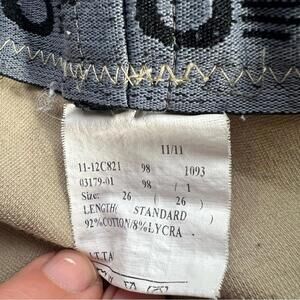 11/11
11-12C821 98 1093
03179-01 98 / 1
Size: 26 ( 26 )
LENGTH( STANDARD )
92%COTTON/8%LYCRA